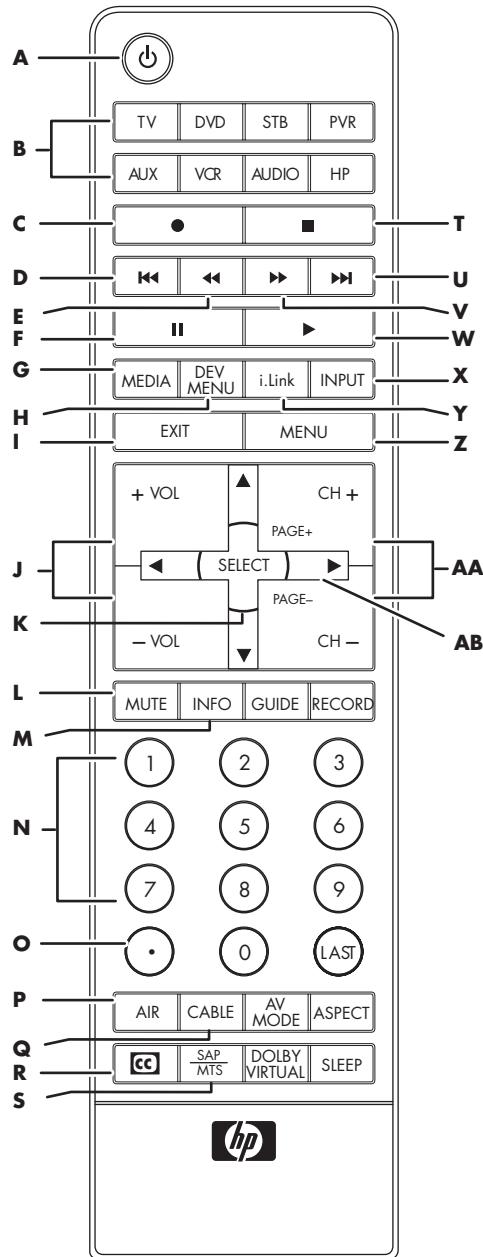 A
TV DVD STB PVR
B
AUX VCR AUDIO HP
C T
D U
E V
F W
G MEDIA DEV MENU i.Link INPUT X
H Y
I EXIT MENU Z
+ VOL CH +
PAGE+
J SELECT AA
PAGE–
K
– VOL CH – AB
L MUTE INFO GUIDE RECORD
M
1 2 3
N 4 5 6
7 8 9
O • 0 LAST
P AIR CABLE AV MODE ASPECT
Q
R CC SAP MTS DOLBY VIRTUAL SLEEP
S
hp